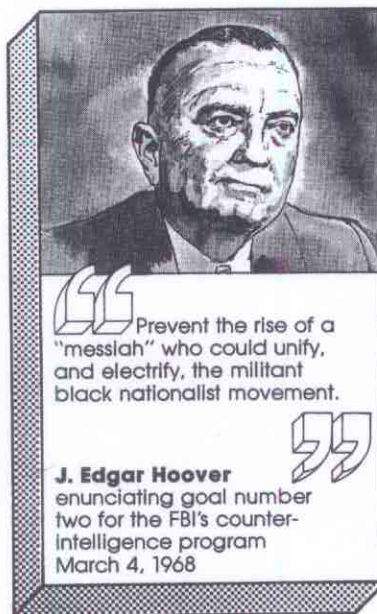 “Prevent the rise of a
"messiah" who could unify,
and electrify, the militant
black nationalist movement.
”
J. Edgar Hoover
enunciating goal number
two for the FBI's counter-
intelligence program
March 4, 1968